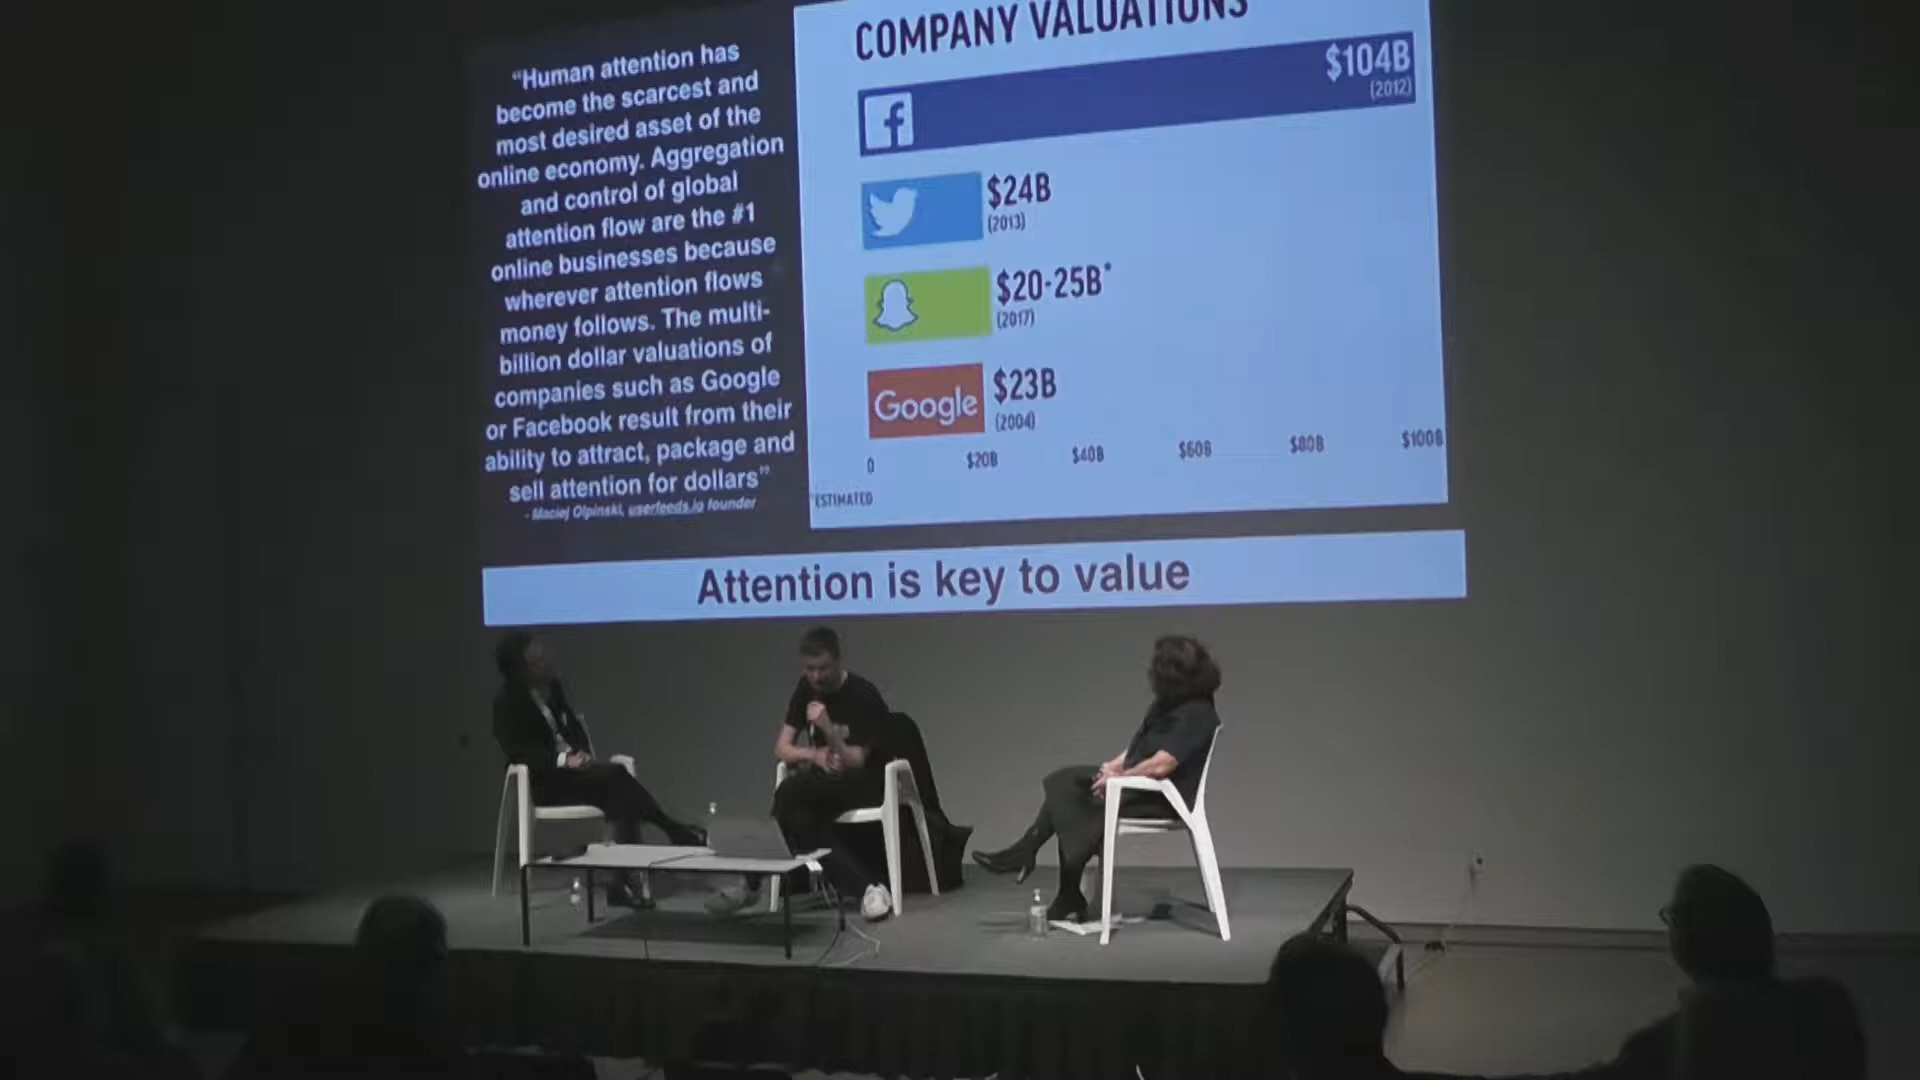 “Human attention has
become the scarcest and
most desired asset of the
online economy. Aggregation
and control of global
attention flow are the #1
online businesses because
wherever attention flows
money follows. The multi-
billion dollar valuations of
companies such as Google
or Facebook result from their
ability to attract, package and
sell attention for dollars”
- Maciej Olpinski, userfeeds.io founder
COMPANY VALUATIONS
f
$104B
(2012)
$24B
(2013)
$20-25B*
(2017)
Google
$23B
(2004)
0 $20B $40B $60B $80B $100B
*ESTIMATED
Attention is key to value